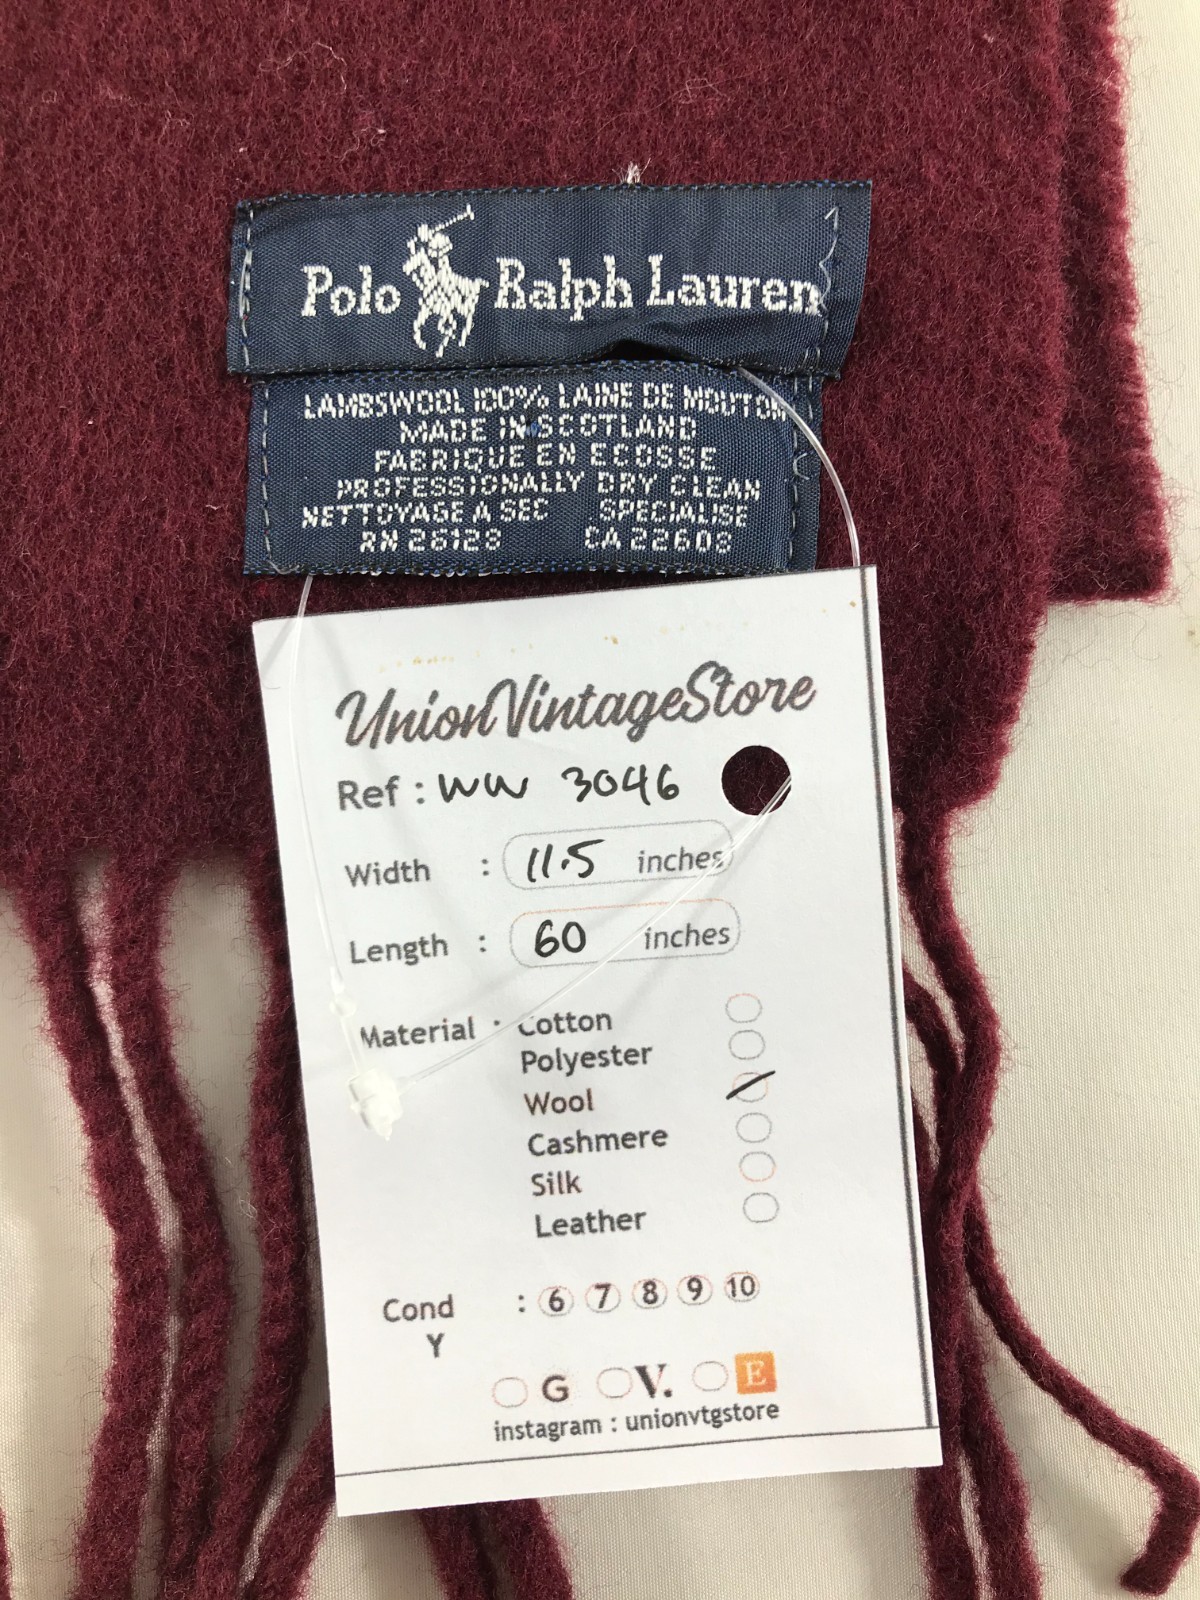 Polo Ralph Lauren
LAMBSWOOL 100% LAINE DE MOUTON
MADE IN SCOTLAND
FABRIQUE EN ECOSSE
PROFESSIONALLY DRY CLEAN
NETTOYAGE A SEC SPECIALISE
RN 28128 CA 22608
UnionVintageStore
Ref : WW 3046
Width : 11.5 inches
Length : 60 inches
Material : Cotton
Polyester
Wool
Cashmere
Silk
Leather
Cond : 6 7 8 9 10
Y
G V. E
instagram : unionvtgstore